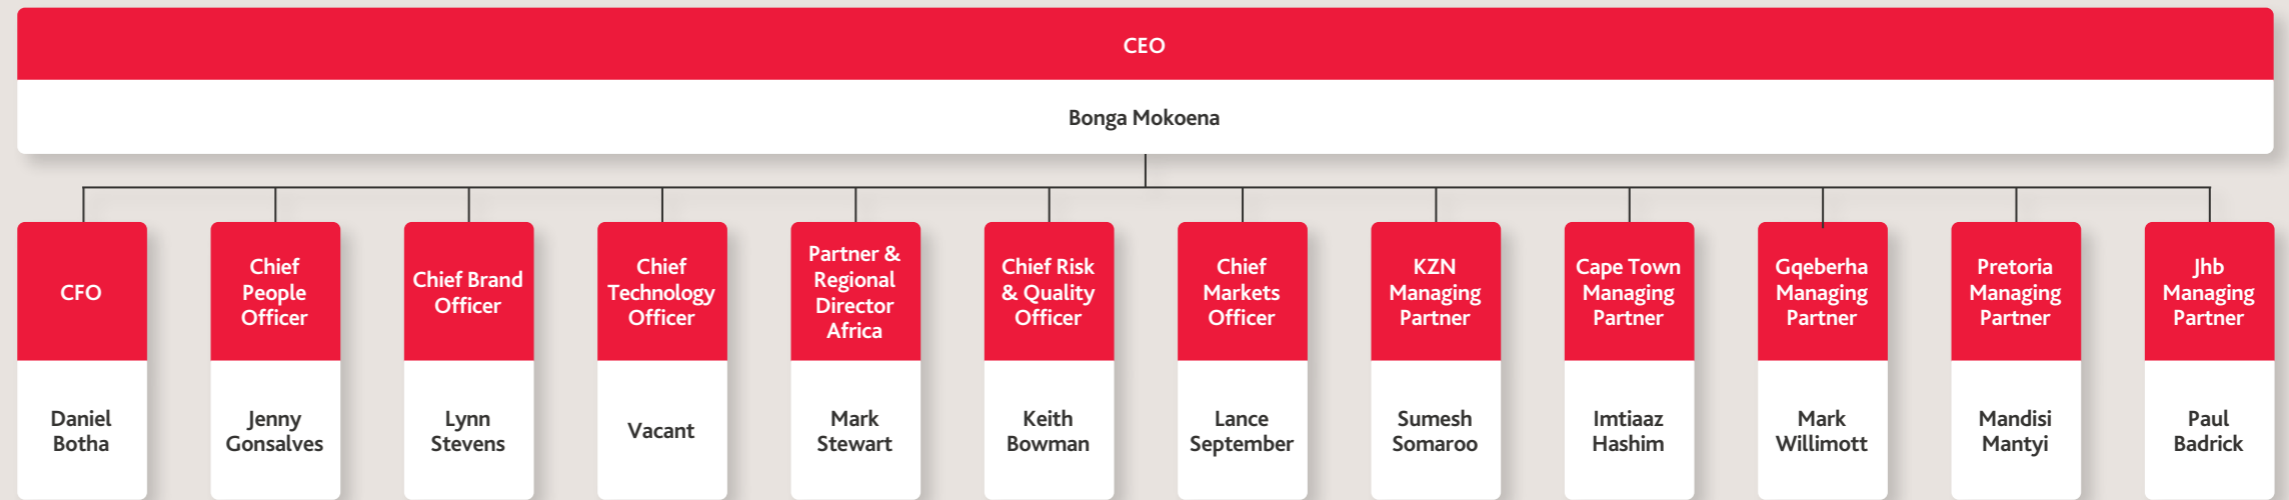 CEO
Bonga Mokoena
CFO
Daniel
Botha
Chief
People
Officer
Jenny
Gonsalves
Chief Brand
Officer
Lynn
Stevens
Chief
Technology
Officer
Vacant
Partner &
Regional
Director
Africa
Mark
Stewart
Chief Risk
& Quality
Officer
Keith
Bowman
Chief
Markets
Officer
Lance
September
KZN
Managing
Partner
Sumesh
Somaroo
Cape Town
Managing
Partner
Imtiaaz
Hashim
Gqeberha
Managing
Partner
Mark
Willimott
Pretoria
Managing
Partner
Mandisi
Mantyi
Jhb
Managing
Partner
Paul
Badrick